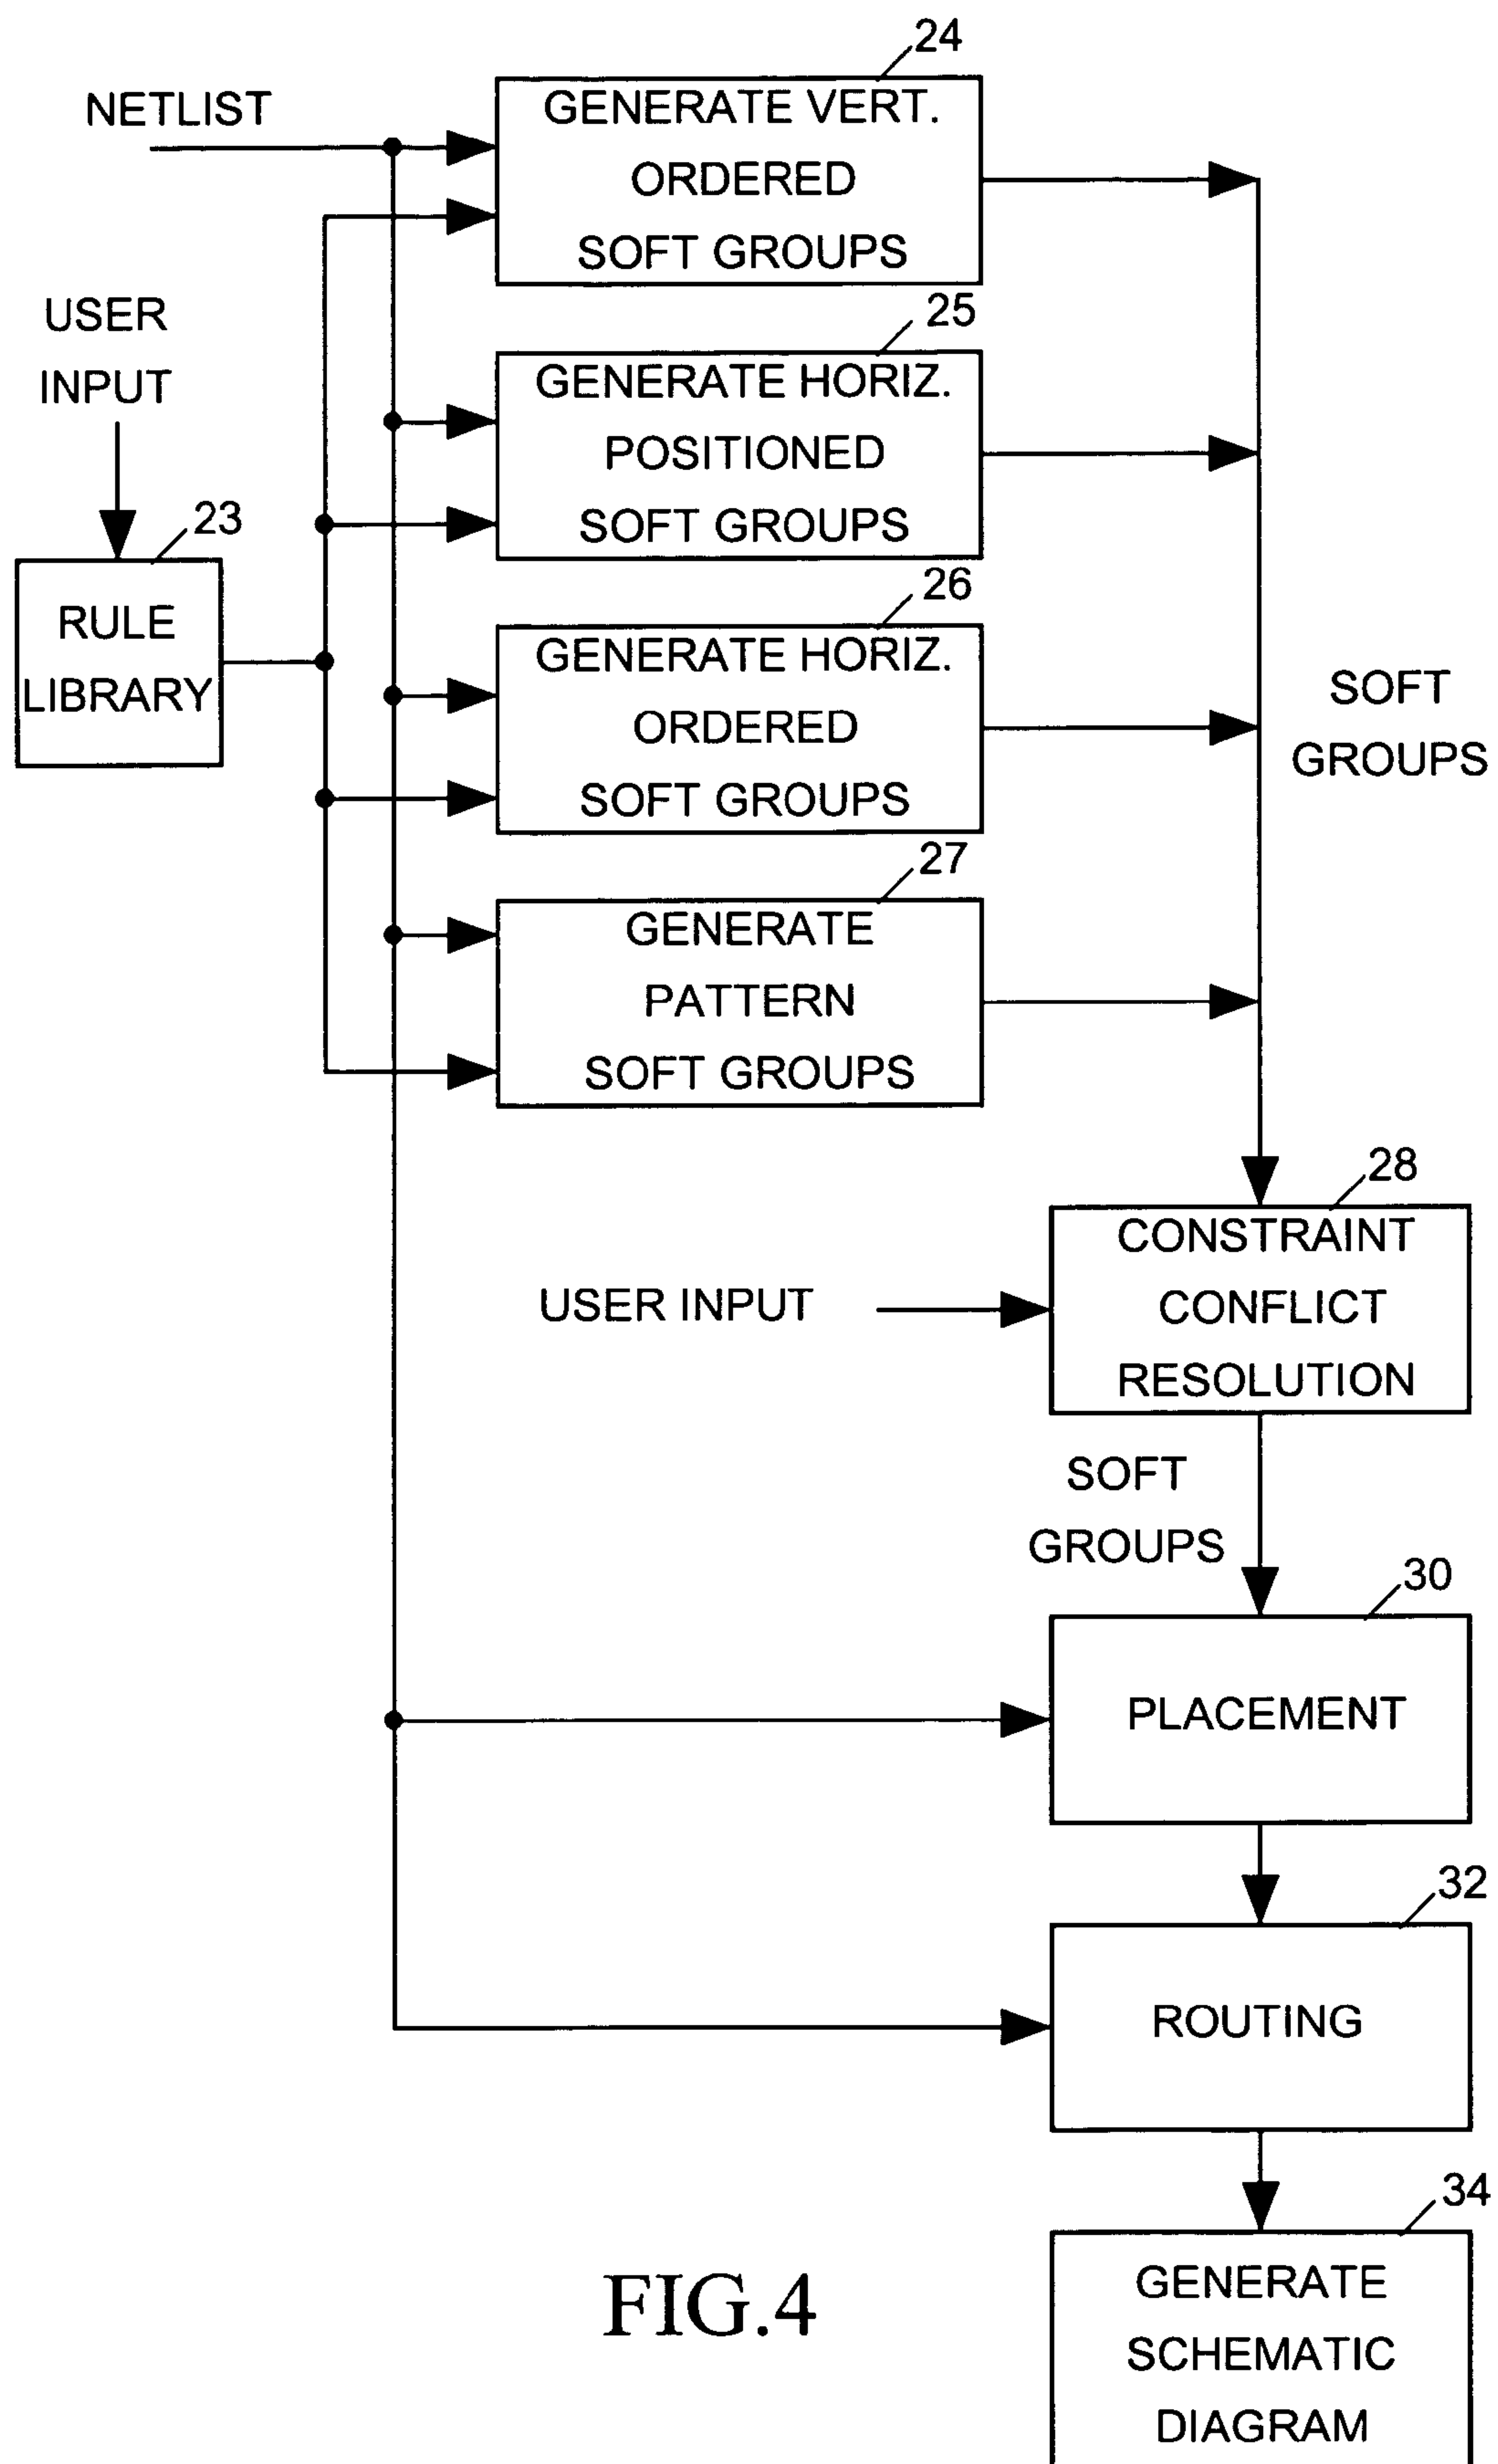 24
NETLIST
GENERATE VERT.
ORDERED
SOFT GROUPS
USER
INPUT
25
GENERATE HORIZ.
POSITIONED
SOFT GROUPS
23
RULE
LIBRARY
26
GENERATE HORIZ.
ORDERED
SOFT GROUPS
SOFT
GROUPS
27
GENERATE
PATTERN
SOFT GROUPS
28
CONSTRAINT
CONFLICT
RESOLUTION
USER INPUT
SOFT
GROUPS
30
PLACEMENT
32
ROUTING
34
GENERATE
SCHEMATIC
DIAGRAM
FIG.4